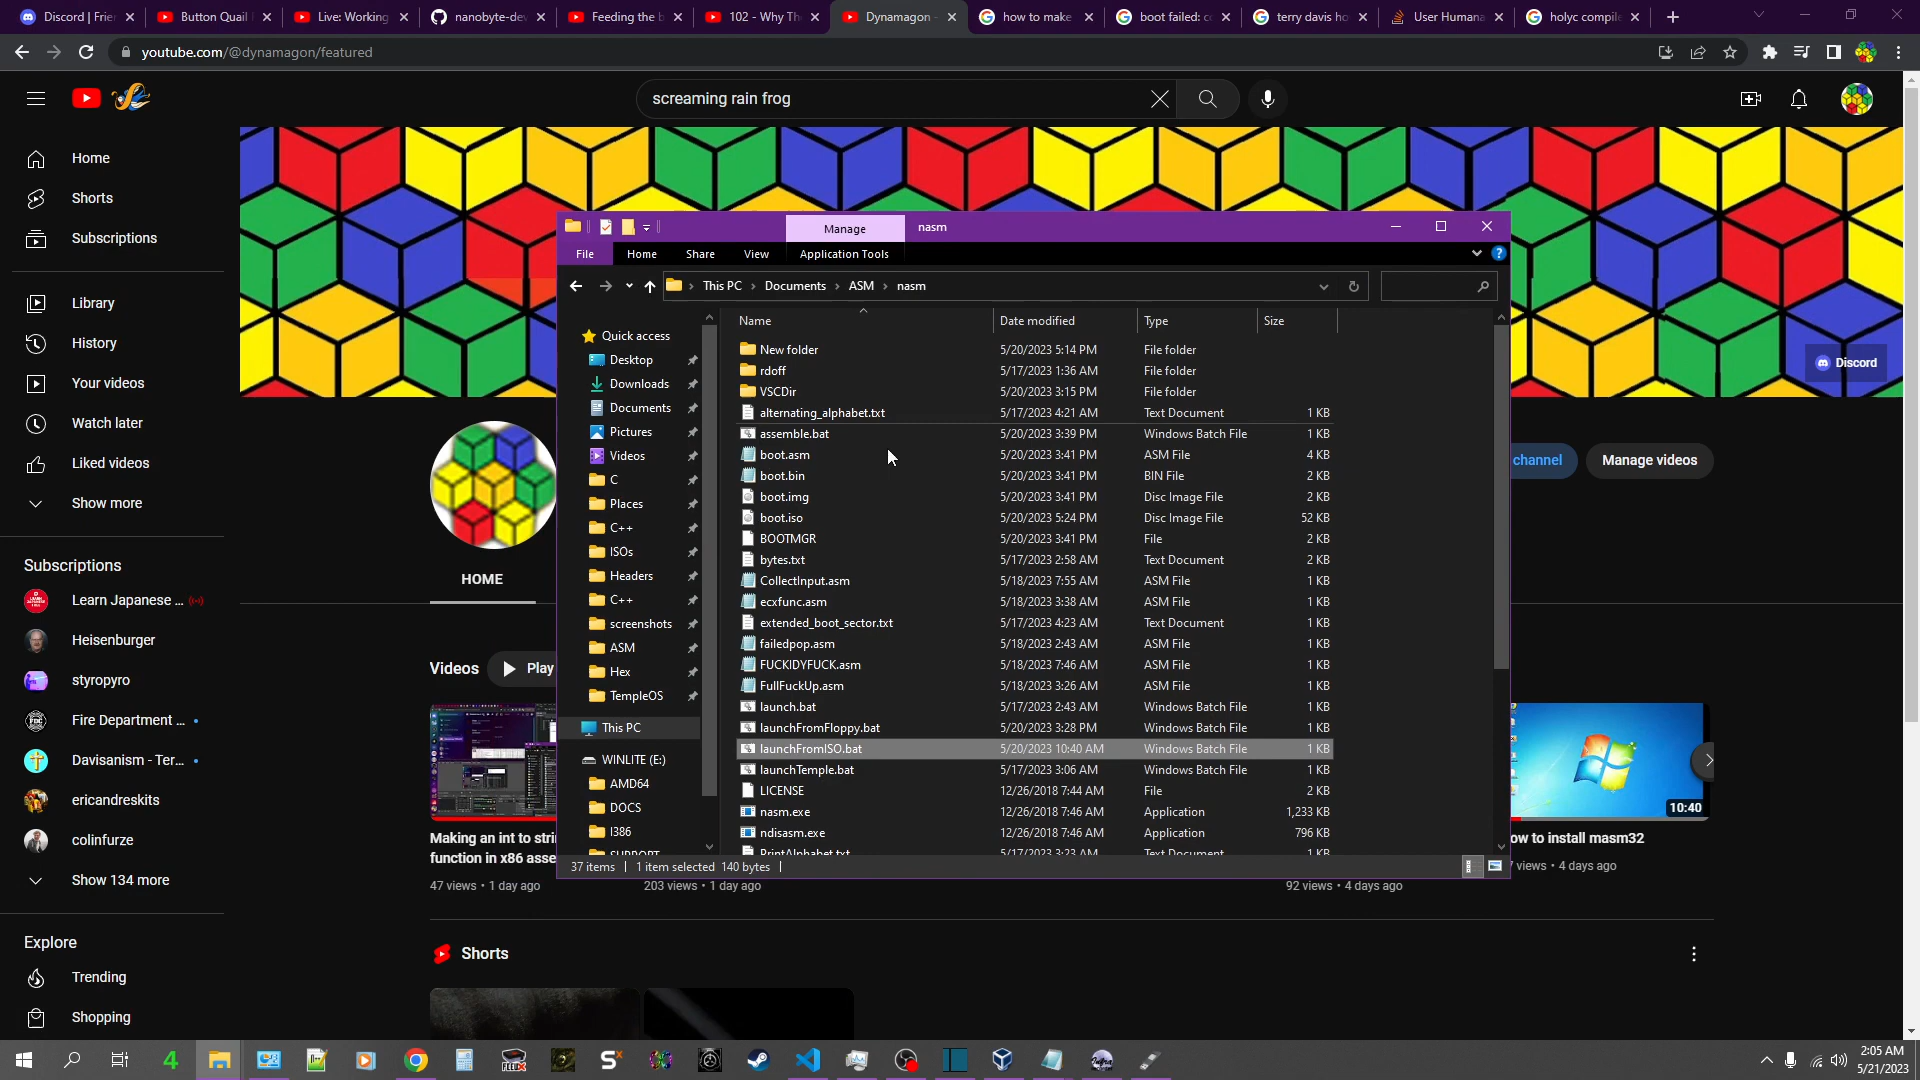 Discord | Frier
Button Quail
Live: Working
nanobyte-dev
Feeding the b
102 - Why Th
Dynamagon -
how to make
boot failed: co
terry davis ho
User Humana
holyc compile
youtube.com/@dynamagon/featured
screaming rain frog
Home
Shorts
Subscriptions
Library
History
Your videos
Watch later
Liked videos
Show more
Subscriptions
Learn Japanese ...
Heisenburger
styropyro
Fire Department ...
Davisanism - Ter...
ericandreskits
colinfurze
Show 134 more
Explore
Trending
Shopping
Discord
channel
Manage videos
HOME
Videos
Play
Making an int to stri
function in x86 asse
47 views • 1 day ago
203 views • 1 day ago
92 views • 4 days ago
10:40
ow to install masm32
views • 4 days ago
Shorts
Manage
nasm
File
Home
Share
View
Application Tools
This PC
Documents
ASM
nasm
Quick access
Desktop
Downloads
Documents
Pictures
Videos
C
Places
C++
ISOs
Headers
C++
screenshots
ASM
Hex
TempleOS
This PC
WINLITE (E:)
AMD64
DOCS
I386
SUPPORT
Name Date modified Type Size
New folder 5/20/2023 5:14 PM File folder
rdoff 5/17/2023 1:36 AM File folder
VSCDir 5/20/2023 3:15 PM File folder
alternating_alphabet.txt 5/17/2023 4:21 AM Text Document 1 KB
assemble.bat 5/20/2023 3:39 PM Windows Batch File 1 KB
boot.asm 5/20/2023 3:41 PM ASM File 4 KB
boot.bin 5/20/2023 3:41 PM BIN File 2 KB
boot.img 5/20/2023 3:41 PM Disc Image File 2 KB
boot.iso 5/20/2023 5:24 PM Disc Image File 52 KB
BOOTMGR 5/20/2023 3:41 PM File 2 KB
bytes.txt 5/17/2023 2:58 AM Text Document 2 KB
CollectInput.asm 5/18/2023 7:55 AM ASM File 1 KB
ecxfunc.asm 5/18/2023 3:38 AM ASM File 1 KB
extended_boot_sector.txt 5/17/2023 4:23 AM Text Document 1 KB
failedpop.asm 5/18/2023 2:43 AM ASM File 1 KB
FUCKIDYFUCK.asm 5/18/2023 7:46 AM ASM File 1 KB
FullFuckUp.asm 5/18/2023 3:26 AM ASM File 1 KB
launch.bat 5/17/2023 2:43 AM Windows Batch File 1 KB
launchFromFloppy.bat 5/20/2023 3:28 PM Windows Batch File 1 KB
launchFromISO.bat 5/20/2023 10:40 AM Windows Batch File 1 KB
launchTemple.bat 5/17/2023 3:06 AM Windows Batch File 1 KB
LICENSE 12/26/2018 7:44 AM File 2 KB
nasm.exe 12/26/2018 7:46 AM Application 1,233 KB
ndisasm.exe 12/26/2018 7:46 AM Application 796 KB
PrintAlphabet.txt 5/17/2023 3:23 AM Text Document 1 KB
37 items
1 item selected 140 bytes
2:05 AM
5/21/2023